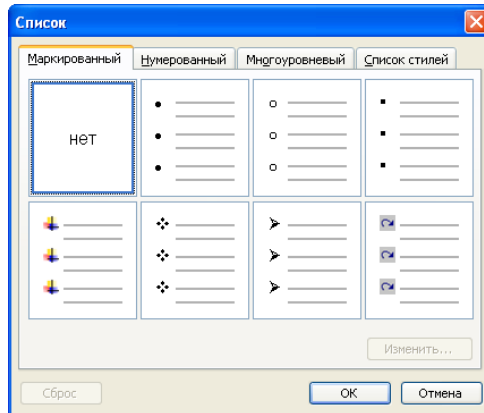 Список
Маркированный Нумерованный Многоуровневый Список стилей
нет
Изменить...
Сброс ОК Отмена